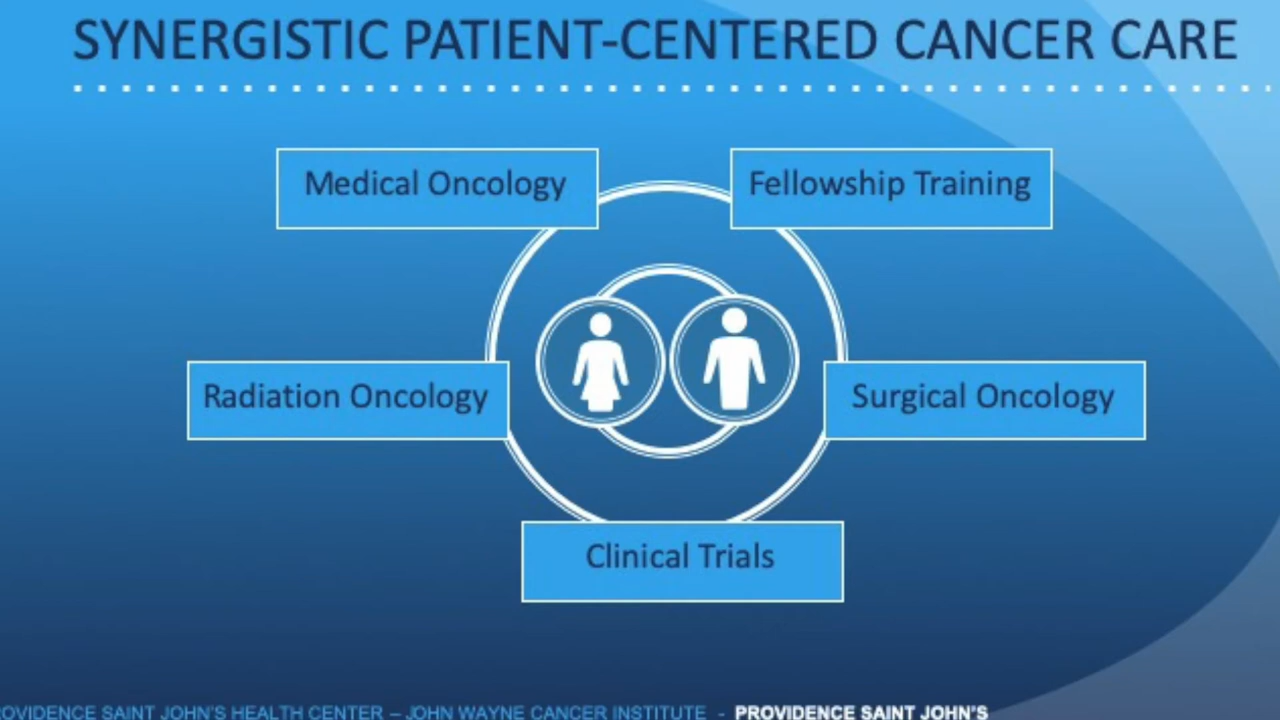 SYNERGISTIC PATIENT-CENTERED CANCER CARE
Medical Oncology
Fellowship Training
Radiation Oncology
Surgical Oncology
Clinical Trials
SAINT JOHN'S HEALTH CENTER – JOHN WAYNE CANCER INSTITUTE - PROVIDENCE SAINT JOHN'S